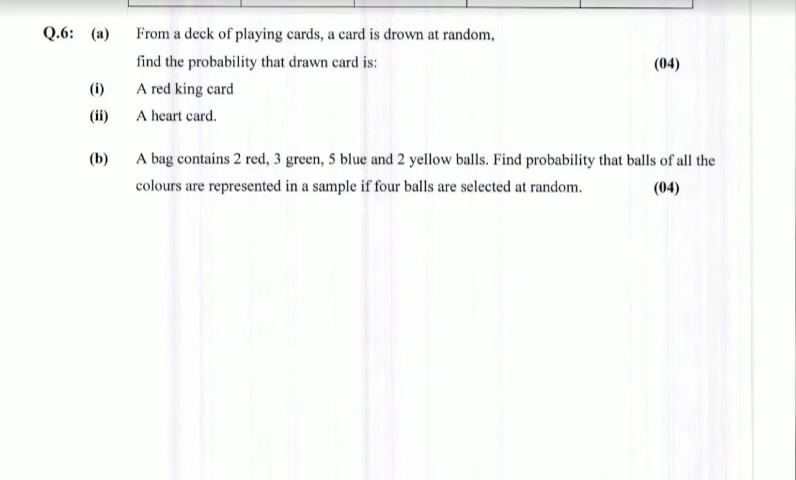 Q.6: (a) From a deck of playing cards, a card is drown at random,
find the probability that drawn card is: (04)
(i) A red king card
(ii) A heart card.
(b) A bag contains 2 red, 3 green, 5 blue and 2 yellow balls. Find probability that balls of all the
colours are represented in a sample if four balls are selected at random. (04)